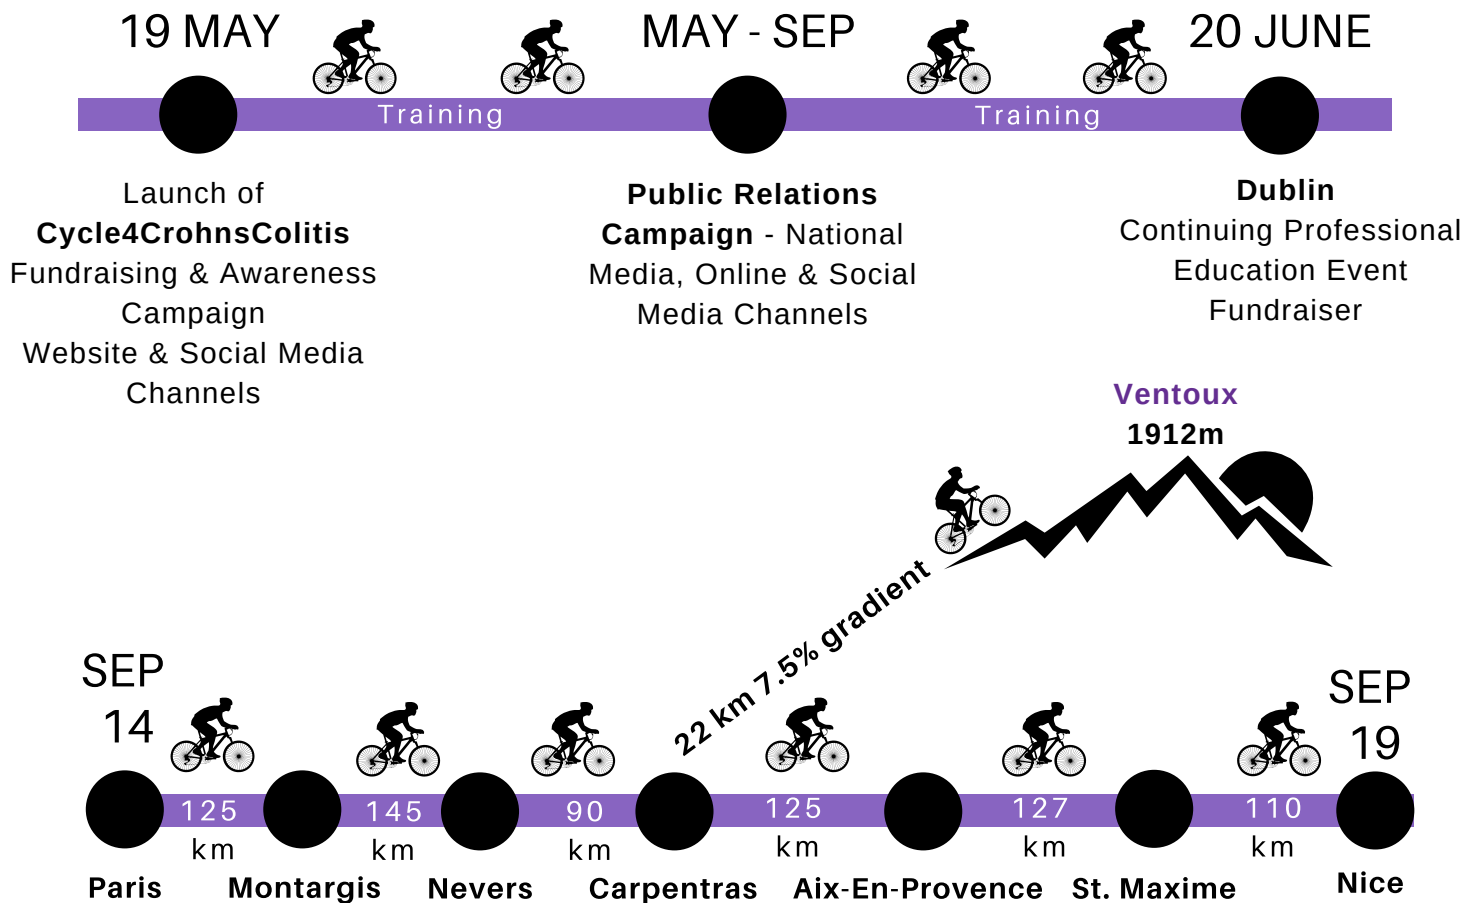 19 MAY
MAY - SEP
20 JUNE
Training
Training
Launch of
Cycle4CrohnsColitis
Fundraising & Awareness
Campaign
Website & Social Media
Channels
Public Relations
Campaign - National
Media, Online & Social
Media Channels
Dublin
Continuing Professional
Education Event
Fundraiser
Ventoux
1912m
22 km 7.5% gradient
SEP
14
SEP
19
125
km
145
km
90
km
125
km
127
km
110
km
Paris
Montargis
Nevers
Carpentras
Aix-En-Provence
St. Maxime
Nice